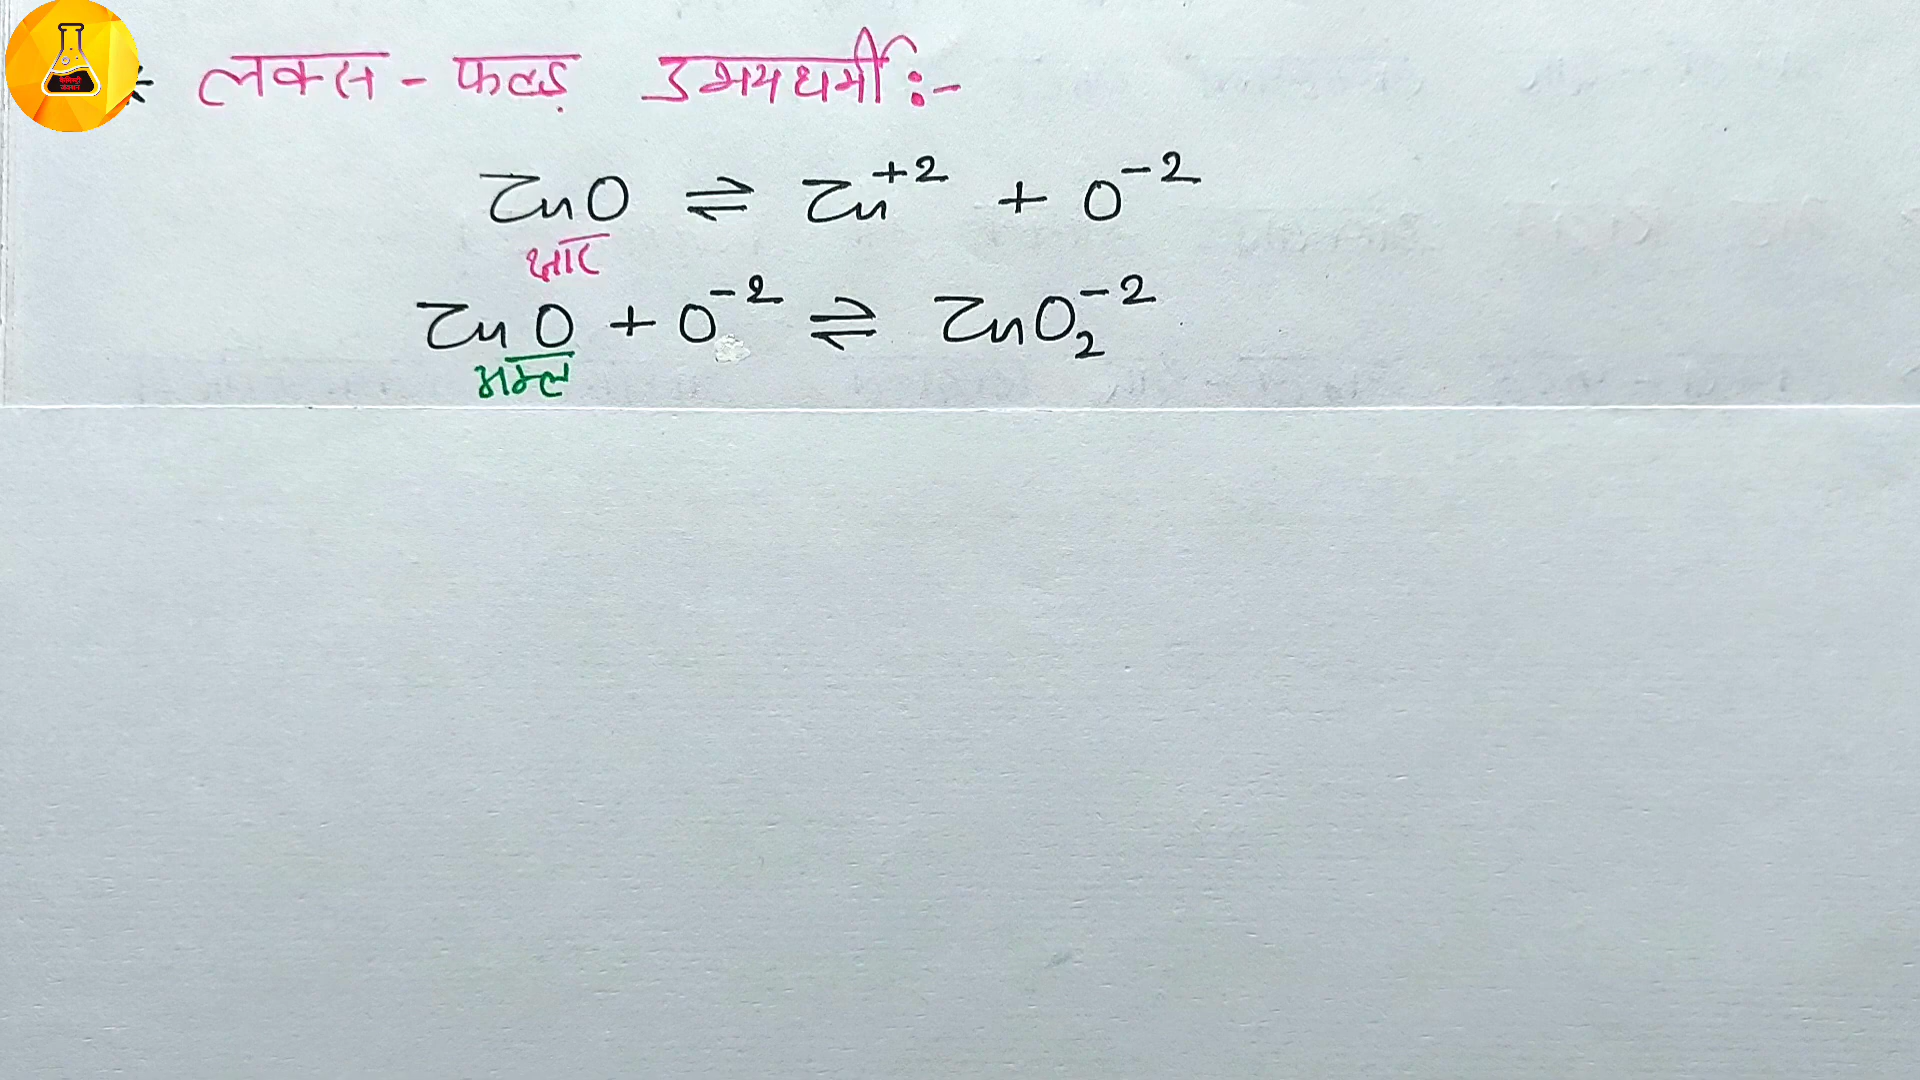 * लक्स - फ्लड उभयधर्मी :-
ZnO ⇌ Zn⁺² + O⁻²
क्षार
ZnO + O⁻² ⇌ ZnO₂⁻²
अम्ल